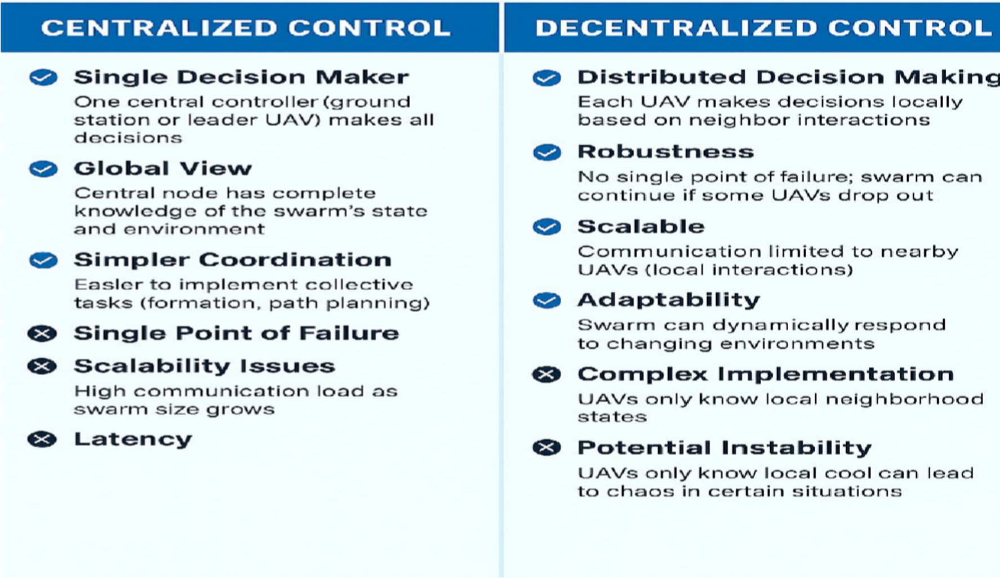 CENTRALIZED CONTROL
Single Decision Maker
One central controller (ground
station or leader UAV) makes all
decisions
Global View
Central node has complete
knowledge of the swarm's state
and environment
Simpler Coordination
Easler to implement collective
tasks (formation, path planning)
Single Point of Failure
Scalability Issues
High communication load as
swarm size grows
Latency
DECENTRALIZED CONTROL
Distributed Decision Making
Each UAV makes decisions locally
based on neighbor interactions
Robustness
No single point of failure; swarm can
continue if some UAVs drop out
Scalable
Communication limited to nearby
UAVs (local interactions)
Adaptability
Swarm can dynamically respond
to changing environments
Complex Implementation
UAVs only know local neighborhood
states
Potential Instability
UAVs only know local cool can lead
to chaos in certain situations